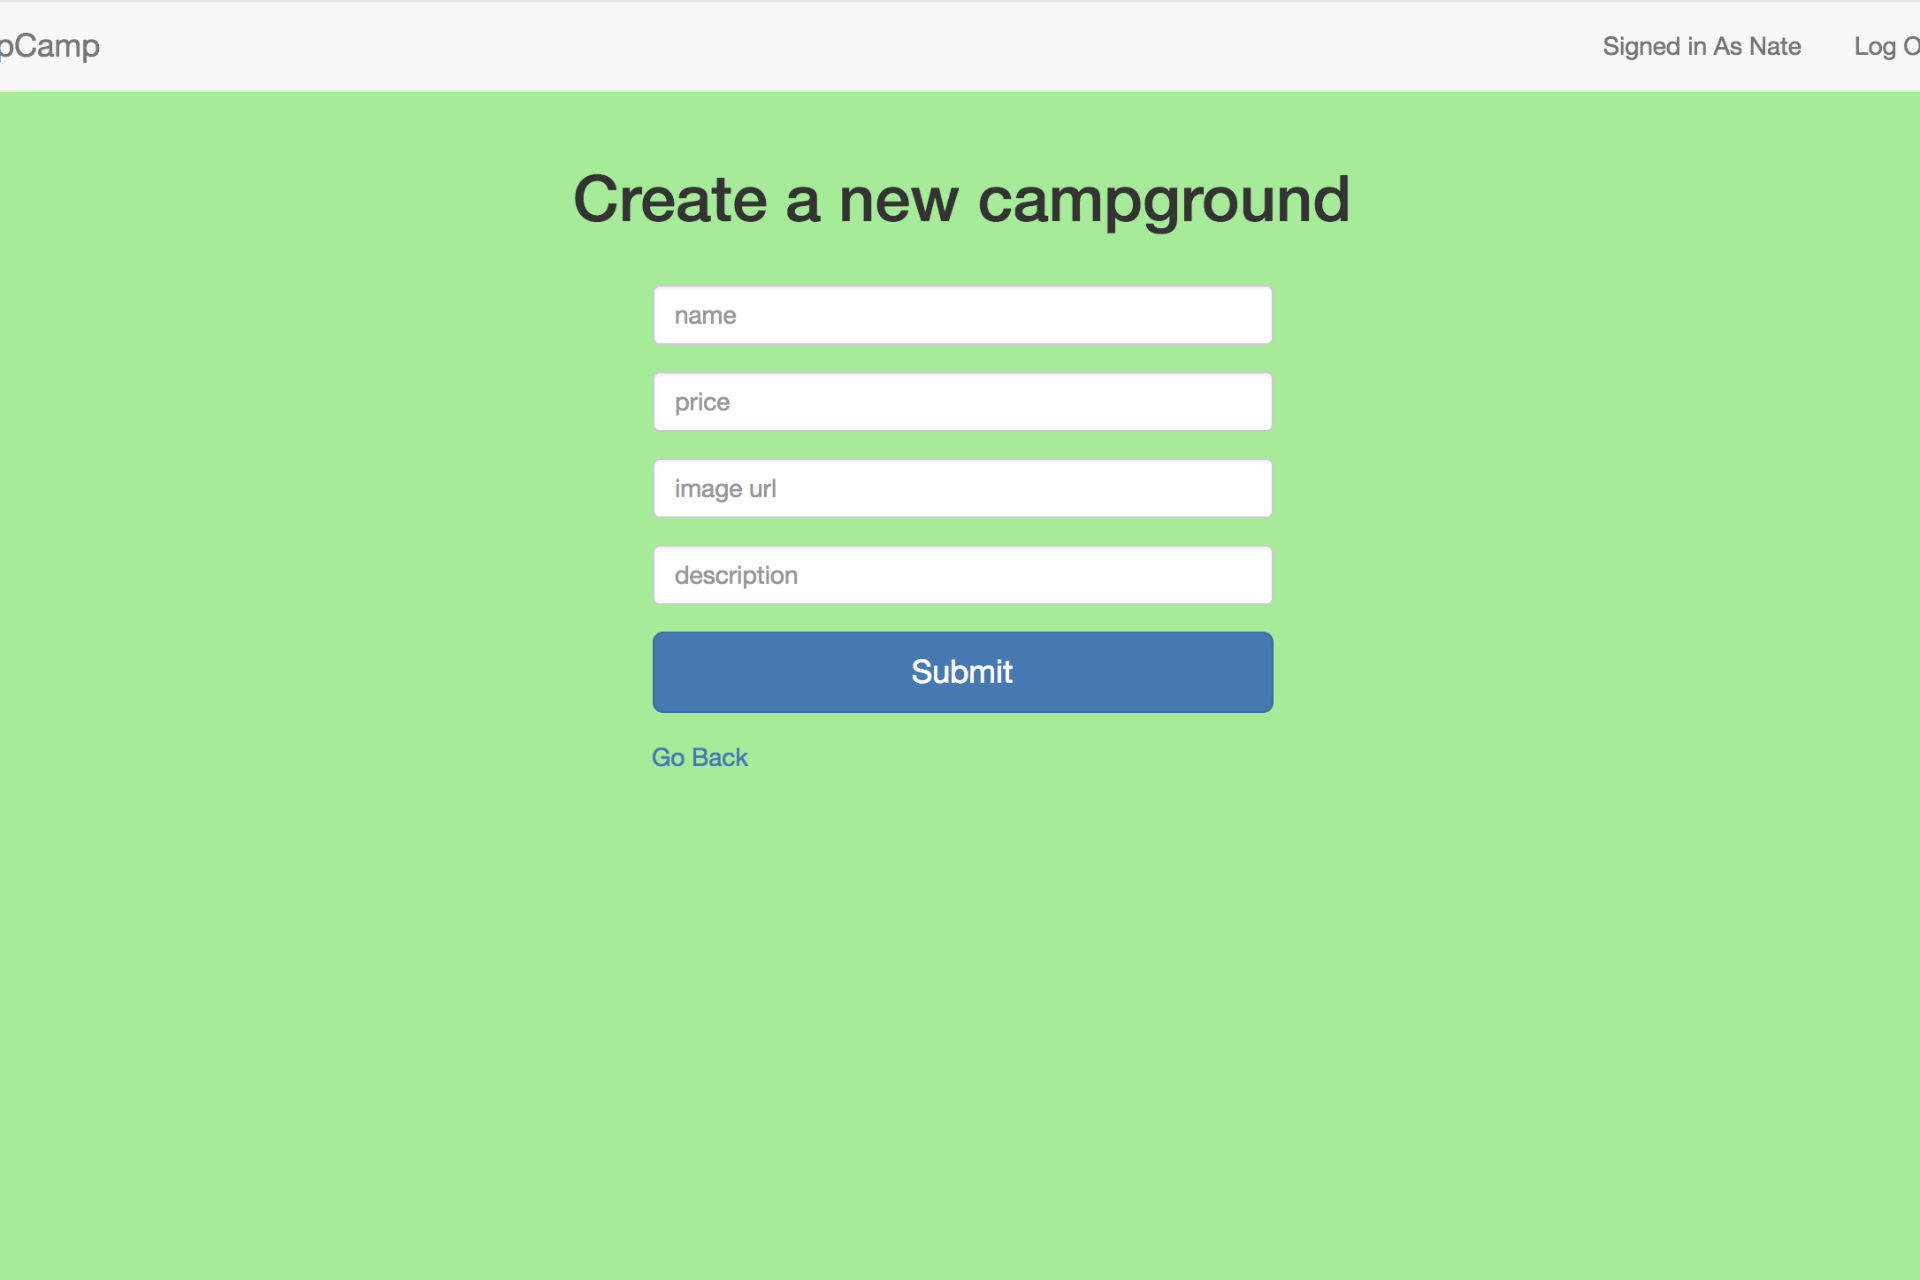 pCamp
Signed in As Nate
Log O
Create a new campground
name
price
image url
description
Submit
Go Back